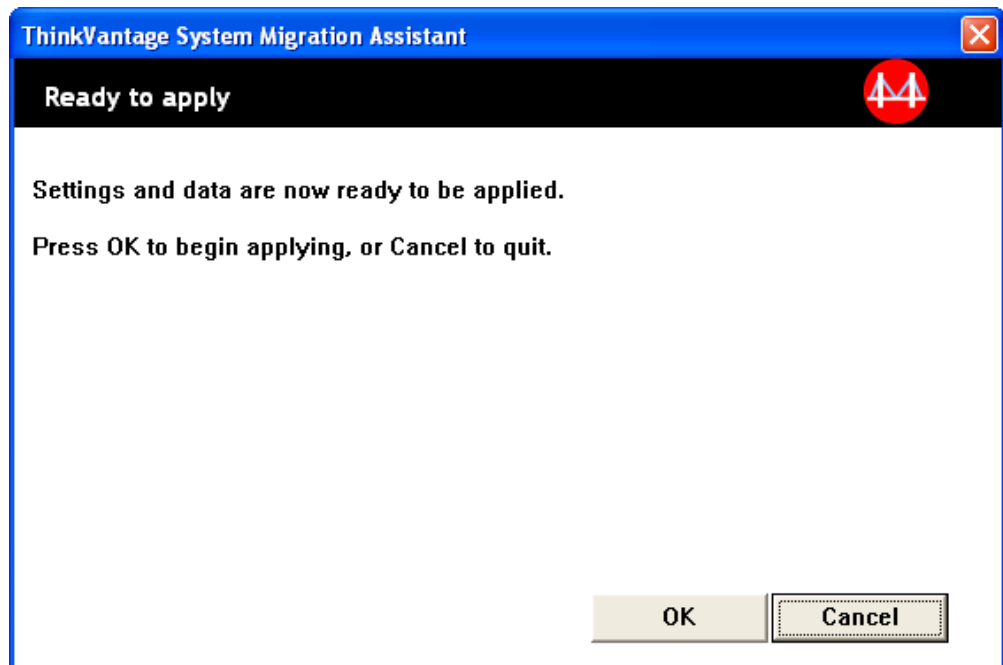 ThinkVantage System Migration Assistant
Ready to apply
Settings and data are now ready to be applied.
Press OK to begin applying, or Cancel to quit.
OK Cancel